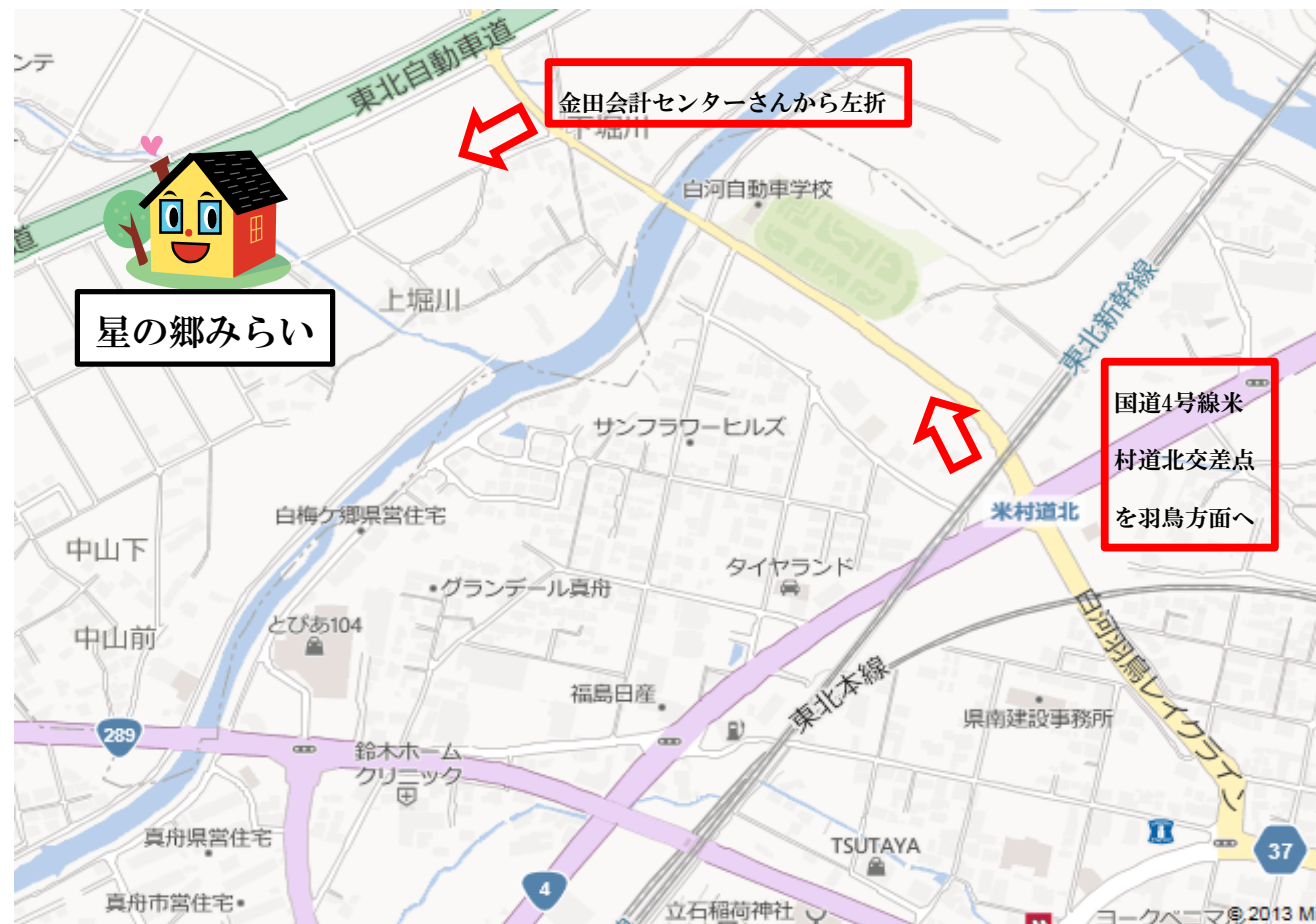 ンテ
東北自動車道
金田会計センターさんから左折
下堀川
白河自動車学校
道
星の郷みらい
上堀川
東北新幹線
国道4号線米
村道北交差点
を羽鳥方面へ
サンフラワーヒルズ
米村道北
白梅ケ郷県営住宅
中山下
タイヤランド
グランデール真舟
とぴあ104
中山前
白河羽鳥レイクライン
東北本線
福島日産
県南建設事務所
289
鈴木ホーム
クリニック
真舟県営住宅
TSUTAYA
37
4
真舟市営住宅
立石稲荷神社
ヨークベニマ
© 2013 M